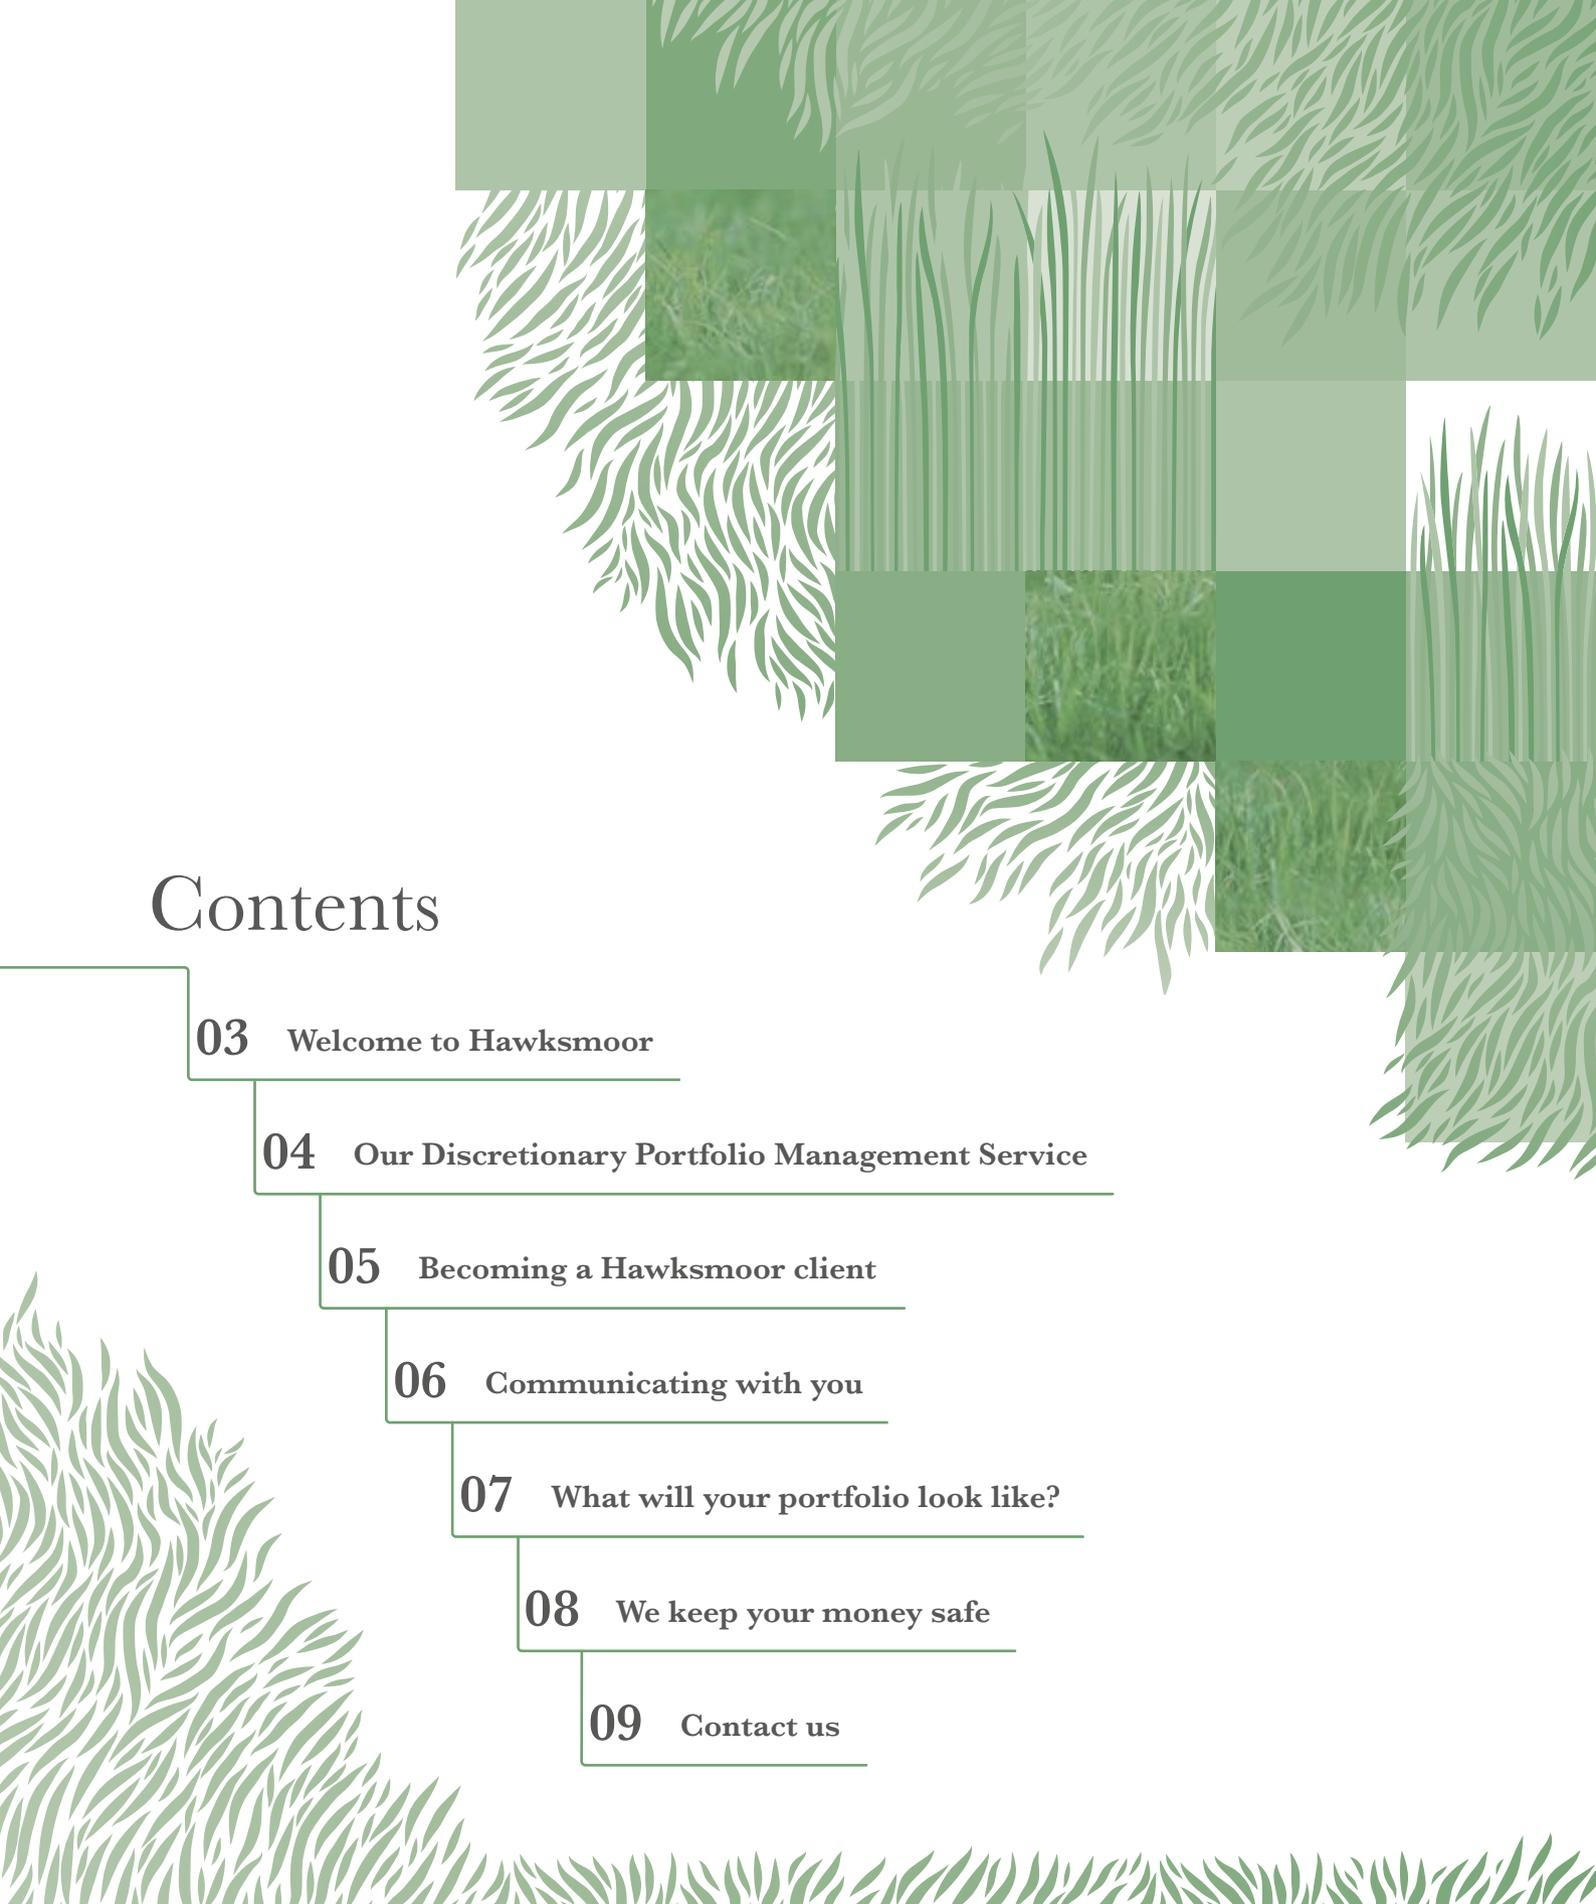 Contents
03 Welcome to Hawksmoor
04 Our Discretionary Portfolio Management Service
05 Becoming a Hawksmoor client
06 Communicating with you
07 What will your portfolio look like?
08 We keep your money safe
09 Contact us